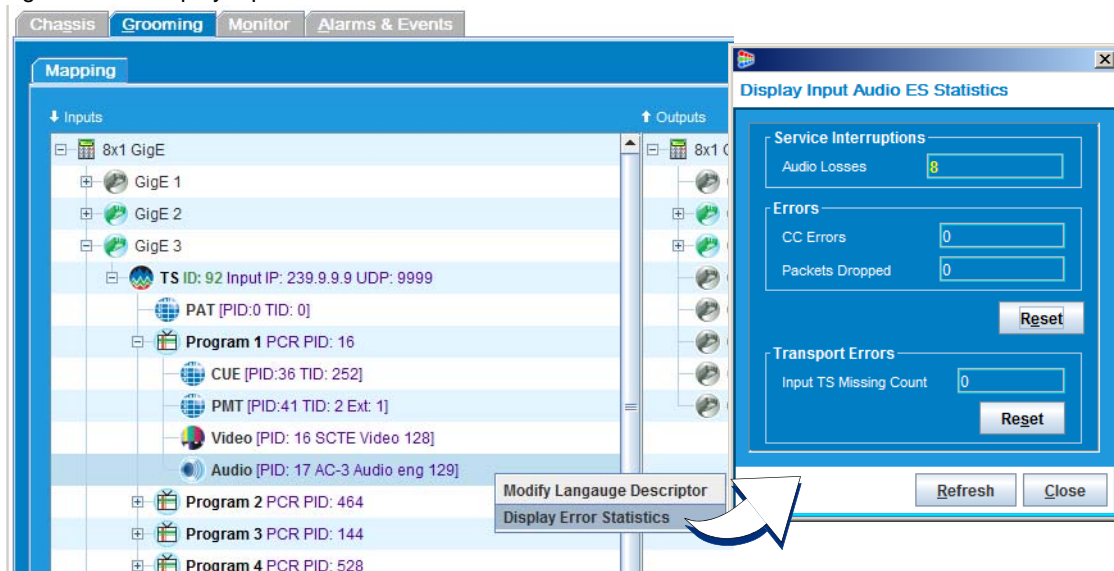 Chassis Grooming Monitor Alarms & Events
Mapping
Inputs
Outputs
8x1 GigE
8x1
GigE 1
GigE 2
GigE 3
TS ID: 92 Input IP: 239.9.9.9 UDP: 9999
PAT [PID:0 TID: 0]
Program 1 PCR PID: 16
CUE [PID:36 TID: 252]
PMT [PID:41 TID: 2 Ext: 1]
Video [PID: 16 SCTE Video 128]
Audio [PID: 17 AC-3 Audio eng 129]
Program 2 PCR PID: 464
Program 3 PCR PID: 144
Program 4 PCR PID: 528
Modify Langauge Descriptor
Display Error Statistics
Display Input Audio ES Statistics
Service Interruptions
Audio Losses 8
Errors
CC Errors 0
Packets Dropped 0
Reset
Transport Errors
Input TS Missing Count 0
Reset
Refresh Close